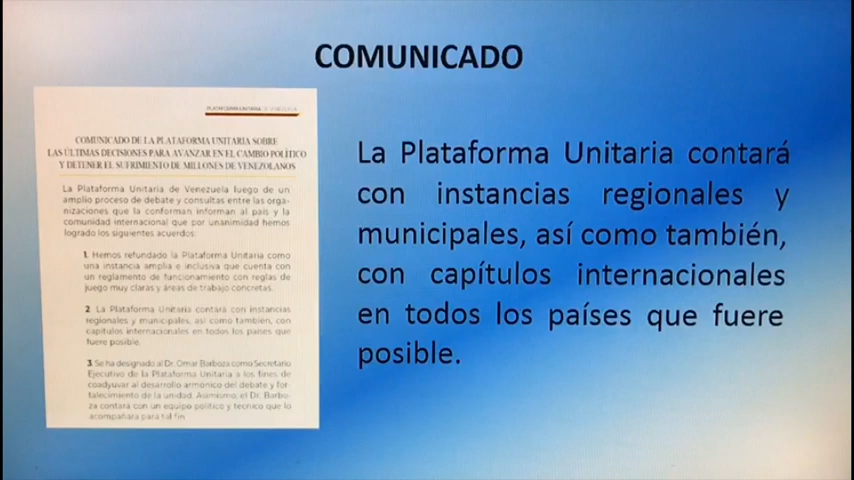 COMUNICADO
PLATAFORMA UNITARIA DE VENEZUELA
COMUNICADO DE LA PLATAFORMA UNITARIA SOBRE
LAS ÚLTIMAS DECISIONES PARA AVANZAR EN EL CAMBIO POLÍTICO
Y DETENER EL SUFRIMIENTO DE MILLONES DE VENEZOLANOS
La Plataforma Unitaria de Venezuela luego de un
amplio proceso de debate y consultas entre las orga-
nizaciones que la conforman informan al país y la
comunidad internacional que por unanimidad hemos
logrado los siguientes acuerdos:
1. Hemos refundado la Plataforma Unitaria como
una instancia amplia e inclusiva que cuenta con
un reglamento de funcionamiento con reglas de
juego muy claras y áreas de trabajo concretas.
2. La Plataforma Unitaria contará con instancias
regionales y municipales, así como también, con
capítulos internacionales en todos los países que
fuere posible.
3. Se ha designado al Dr. Omar Barboza como Secretario
Ejecutivo de la Plataforma Unitaria a los fines de
coadyuvar al desarrollo armónico del debate y for-
talecimiento de la unidad. Asimismo, el Dr. Barbo-
za contará con un equipo político y técnico que lo
acompañara para tal fin.
La Plataforma Unitaria contará
con instancias regionales y
municipales, así como también,
con capítulos internacionales
en todos los países que fuere
posible.